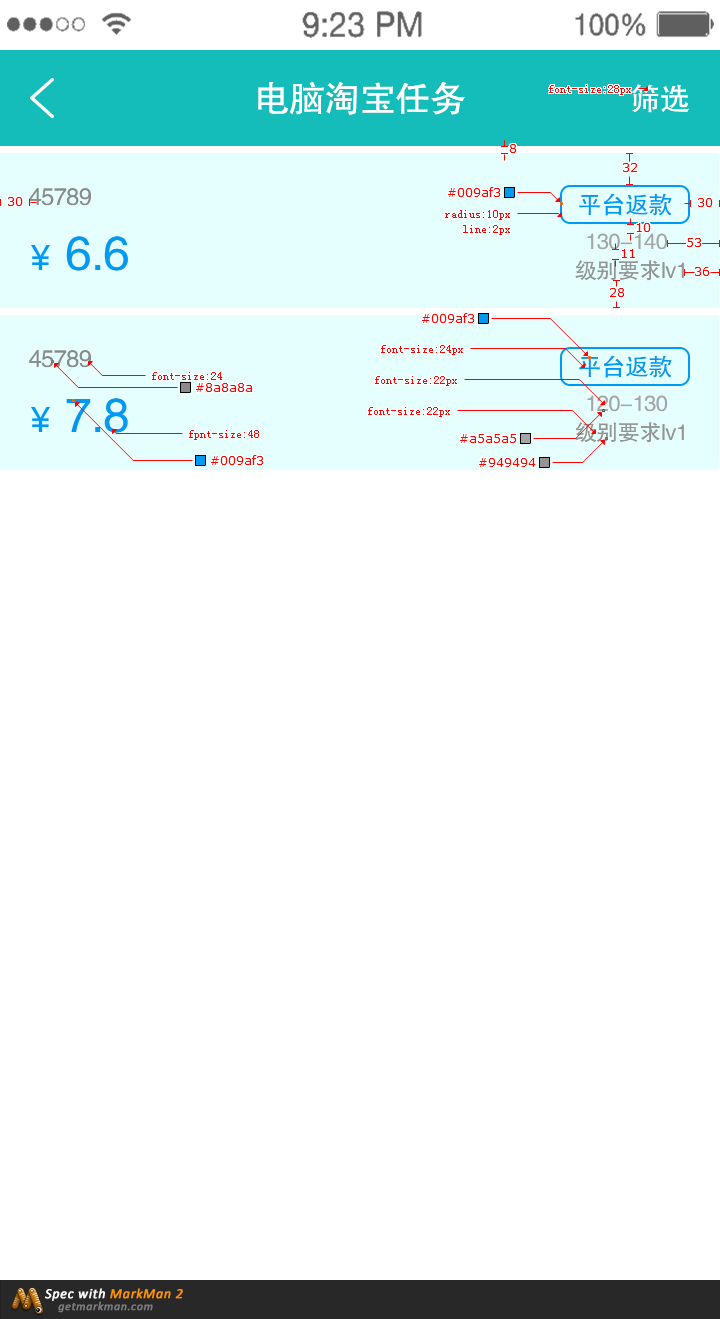 9:23 PM 100%
电脑淘宝任务 筛选
font-size:28px
8
32
30 45789 #009af3 平台返款 30
radius:10px
line:2px
10
¥ 6.6 130-140 53
11
级别要求lv1 36
28
#009af3
45789 font-size:24px 平台返款
font-size:24
#8a8a8a font-size:22px
¥ 7.8 120-130
font-size:22px
fpnt-size:48 #a5a5a5 级别要求lv1
#009af3 #949494
Spec with MarkMan 2
getmarkman.com